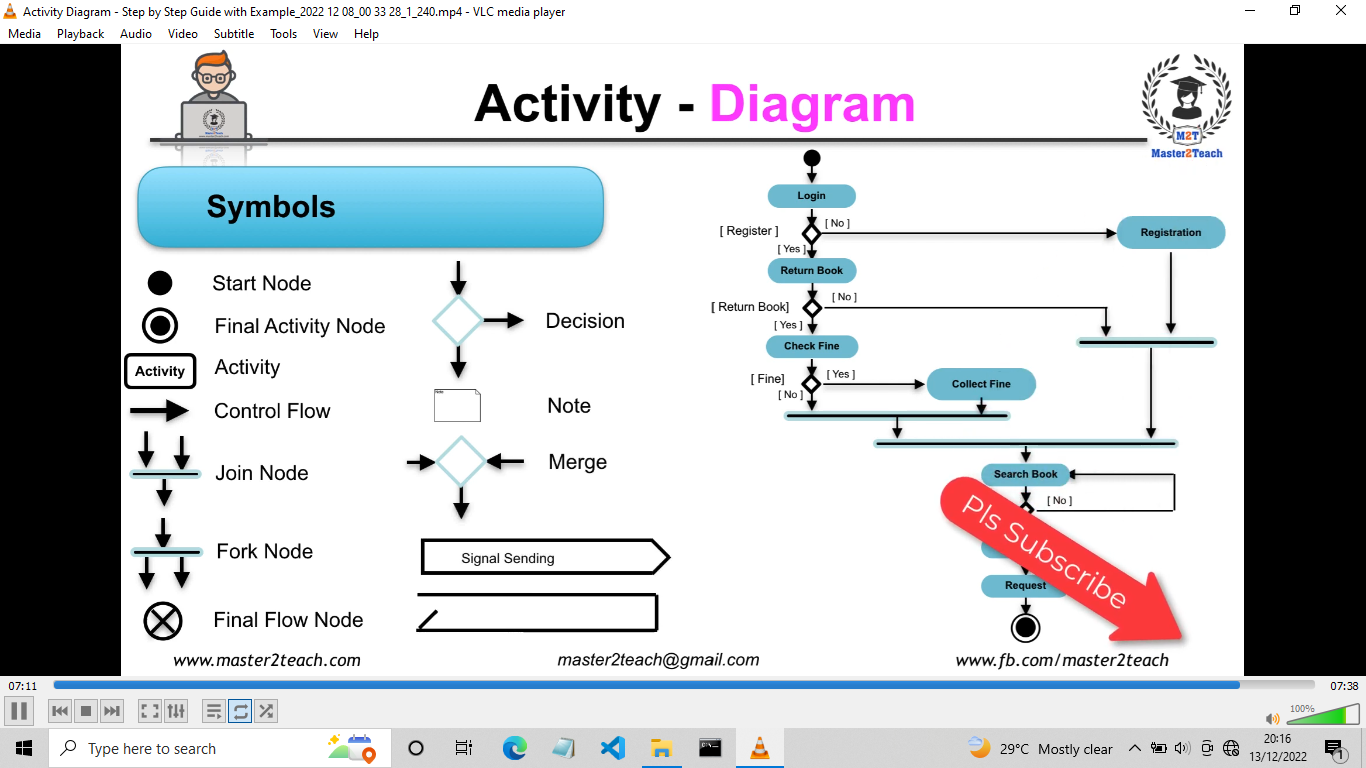 Activity Diagram - Step by Step Guide with Example_2022 12 08_00 33 28_1_240.mp4 - VLC media player
Media Playback Audio Video Subtitle Tools View Help
Activity - Diagram
M2T
Master2Teach
Symbols
Start Node
Final Activity Node
Activity
Activity
Control Flow
Join Node
Fork Node
Final Flow Node
Decision
Note
Note
Merge
Signal Sending
Login
[ Register ]
[ No ]
[ Yes ]
Registration
Return Book
[ Return Book]
[ No ]
[ Yes ]
Check Fine
[ Fine]
[ Yes ]
[ No ]
Collect Fine
Search Book
[ No ]
Request
Pls Subscribe
www.master2teach.com
master2teach@gmail.com
www.fb.com/master2teach
07:11
07:38
100%
Type here to search
29°C Mostly clear
20:16
13/12/2022
1